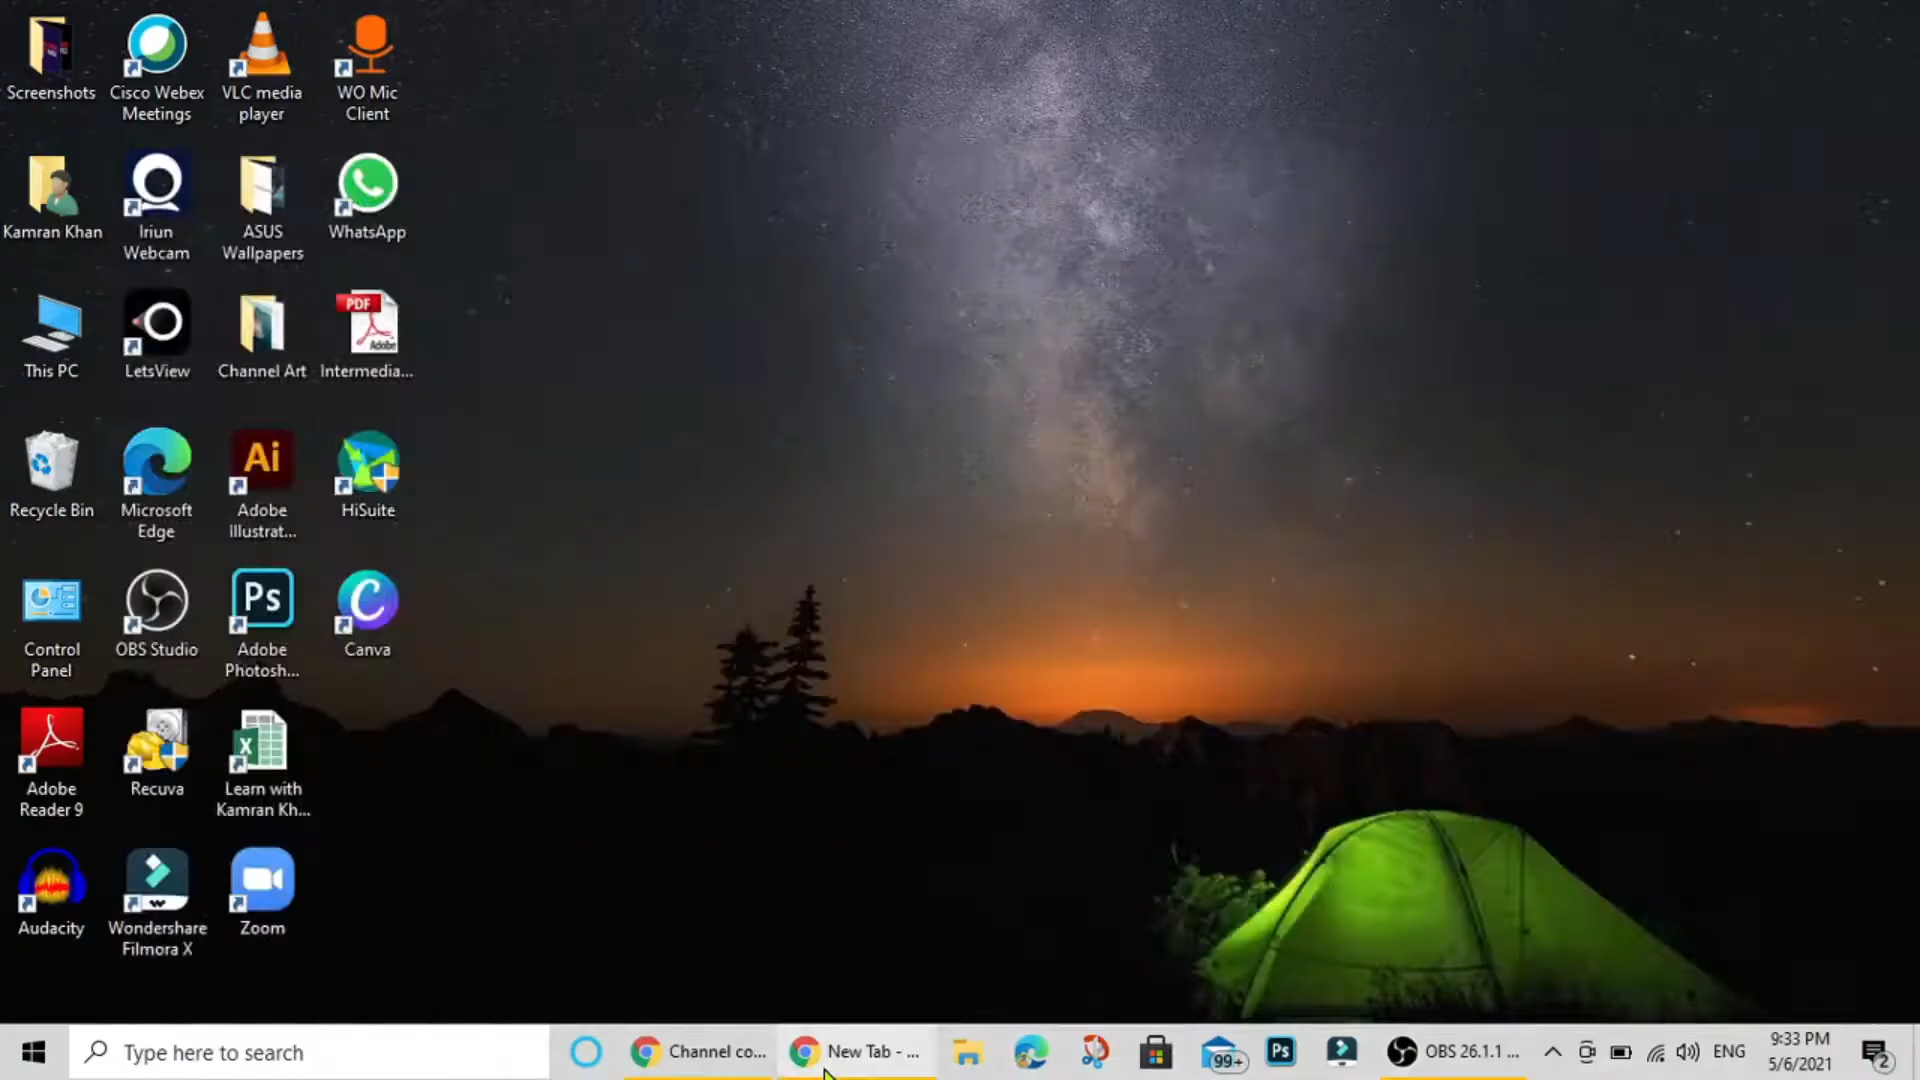 Screenshots
Cisco Webex
Meetings
VLC media
player
WO Mic
Client
Kamran Khan
Iriun
Webcam
ASUS
Wallpapers
WhatsApp
This PC
LetsView
Channel Art
PDF
Adobe
Intermedia...
Recycle Bin
Microsoft
Edge
Ai
Adobe
Illustrat...
HiSuite
Control
Panel
OBS Studio
Ps
Adobe
Photosh...
C
Canva
Adobe
Reader 9
Recuva
X
Learn with
Kamran Kh...
Audacity
Wondershare
Filmora X
Zoom
Type here to search
Channel co...
New Tab - ...
99+
Ps
OBS 26.1.1 ...
ENG
9:33 PM
5/6/2021
2